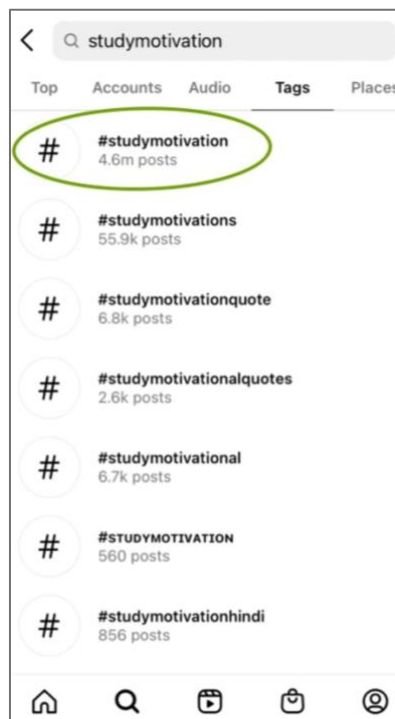 studymotivation
Top Accounts Audio Tags Places
#studymotivation
4.6m posts
#studymotivations
55.9k posts
#studymotivationquote
6.8k posts
#studymotivationalquotes
2.6k posts
#studymotivational
6.7k posts
#ꜱᴛᴜᴅʏᴍᴏᴛɪᴠᴀᴛɪᴏɴ
560 posts
#studymotivationhindi
856 posts